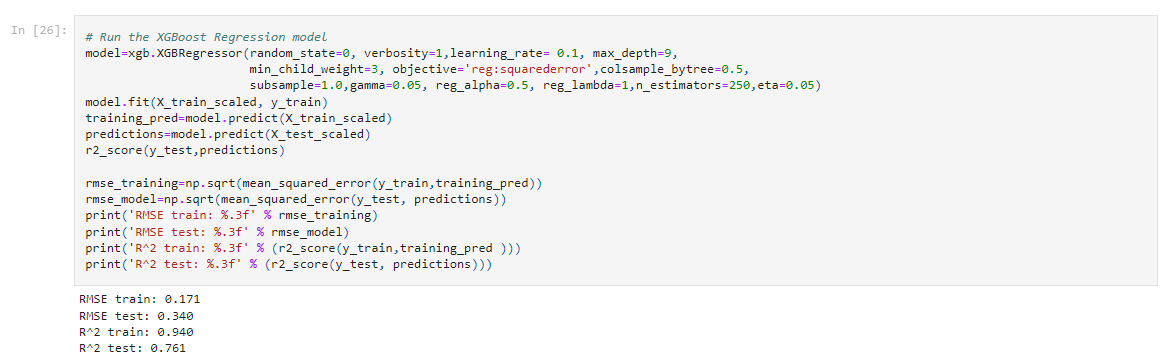 In [26]:
# Run the XGBoost Regression model
model=xgb.XGBRegressor(random_state=0, verbosity=1,learning_rate= 0.1, max_depth=9,
                      min_child_weight=3, objective='reg:squarederror',colsample_bytree=0.5,
                      subsample=1.0,gamma=0.05, reg_alpha=0.5, reg_lambda=1,n_estimators=250,eta=0.05)
model.fit(X_train_scaled, y_train)
training_pred=model.predict(X_train_scaled)
predictions=model.predict(X_test_scaled)
r2_score(y_test,predictions)

rmse_training=np.sqrt(mean_squared_error(y_train,training_pred))
rmse_model=np.sqrt(mean_squared_error(y_test, predictions))
print('RMSE train: %.3f' % rmse_training)
print('RMSE test: %.3f' % rmse_model)
print('R^2 train: %.3f' % (r2_score(y_train,training_pred )))
print('R^2 test: %.3f' % (r2_score(y_test, predictions)))
RMSE train: 0.171
RMSE test: 0.340
R^2 train: 0.940
R^2 test: 0.761